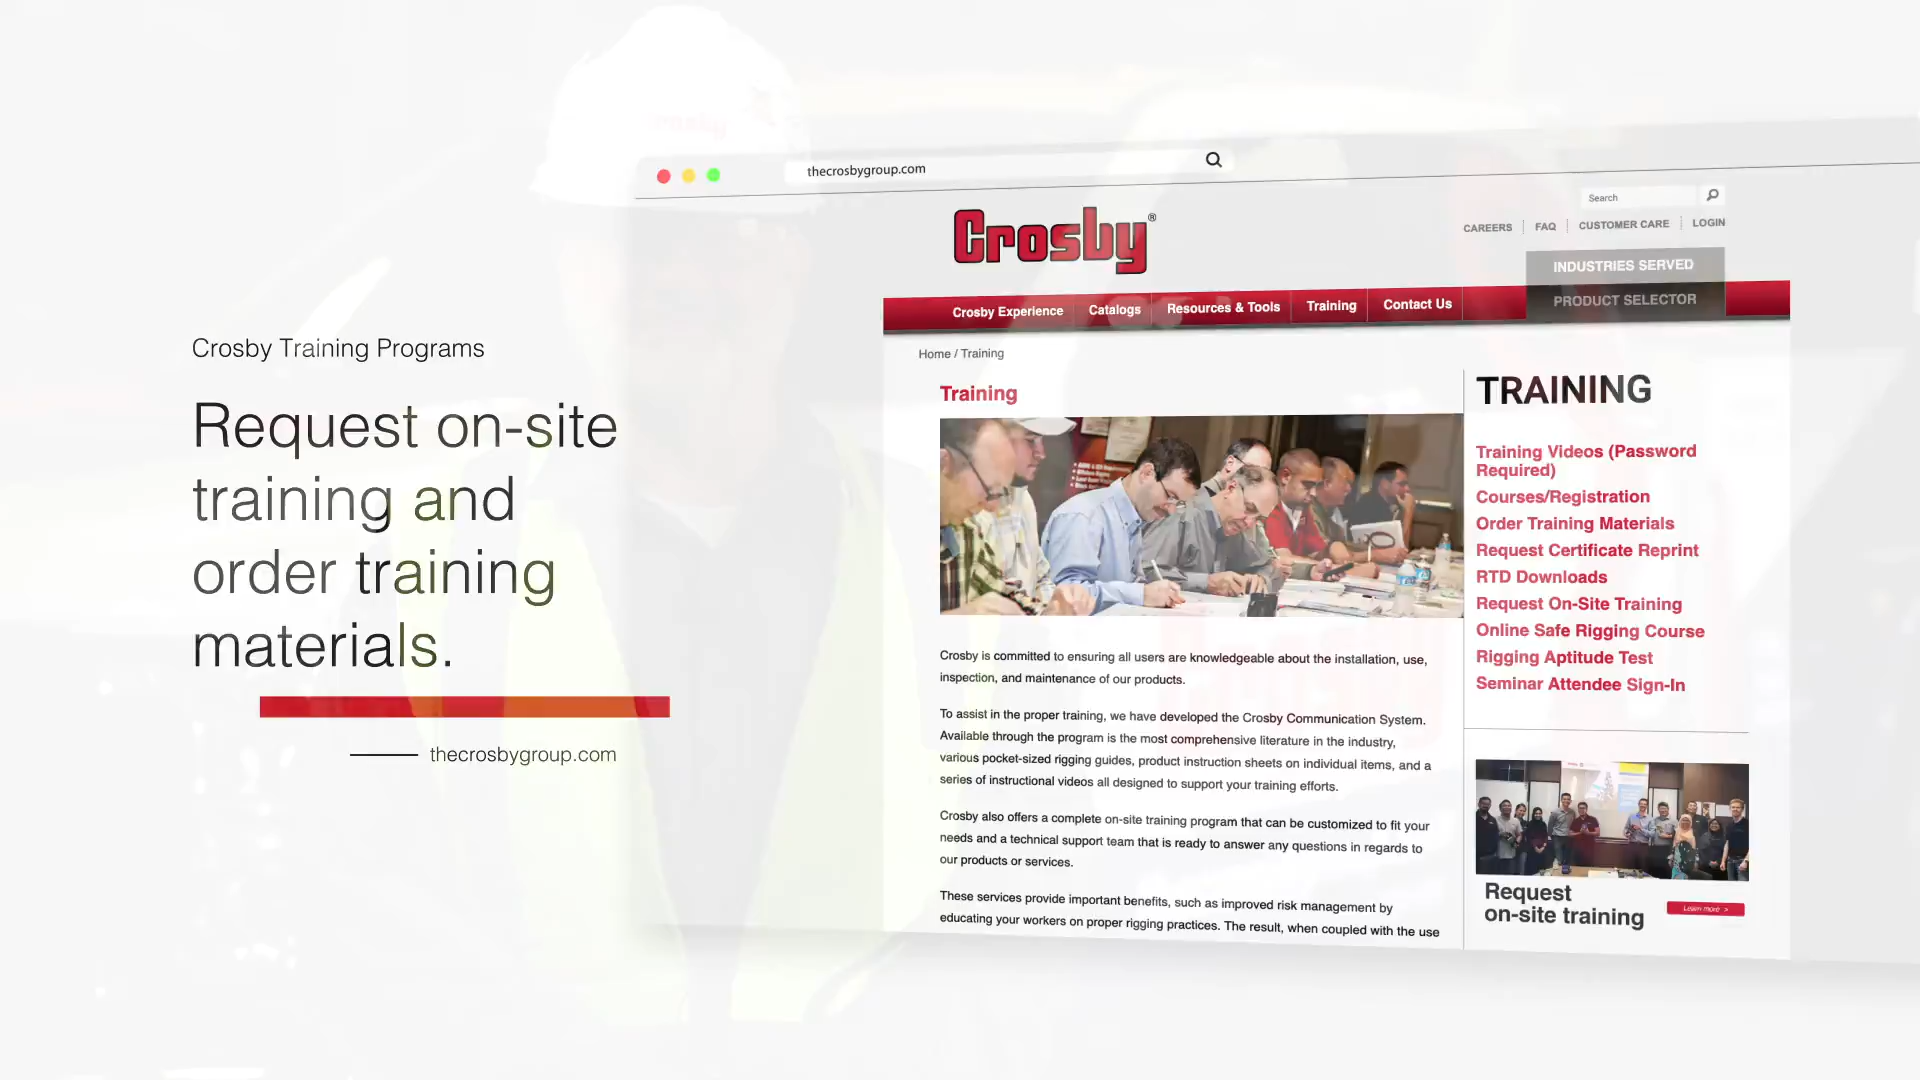 Crosby Training Programs
Request on-site
training and
order training
materials.
thecrosbygroup.com
thecrosbygroup.com
Search
CAREERS
FAQ
CUSTOMER CARE
LOGIN
Crosby®
INDUSTRIES SERVED
PRODUCT SELECTOR
Crosby Experience
Catalogs
Resources & Tools
Training
Contact Us
Home / Training
Training
Crosby is committed to ensuring all users are knowledgeable about the installation, use,
inspection, and maintenance of our products.
To assist in the proper training, we have developed the Crosby Communication System.
Available through the program is the most comprehensive literature in the industry,
various pocket-sized rigging guides, product instruction sheets on individual items, and a
series of instructional videos all designed to support your training efforts.
Crosby also offers a complete on-site training program that can be customized to fit your
needs and a technical support team that is ready to answer any questions in regards to
our products or services.
These services provide important benefits, such as improved risk management by
educating your workers on proper rigging practices. The result, when coupled with the use
TRAINING
Training Videos (Password
Required)
Courses/Registration
Order Training Materials
Request Certificate Reprint
RTD Downloads
Request On-Site Training
Online Safe Rigging Course
Rigging Aptitude Test
Seminar Attendee Sign-In
Request
on-site training
Learn more >